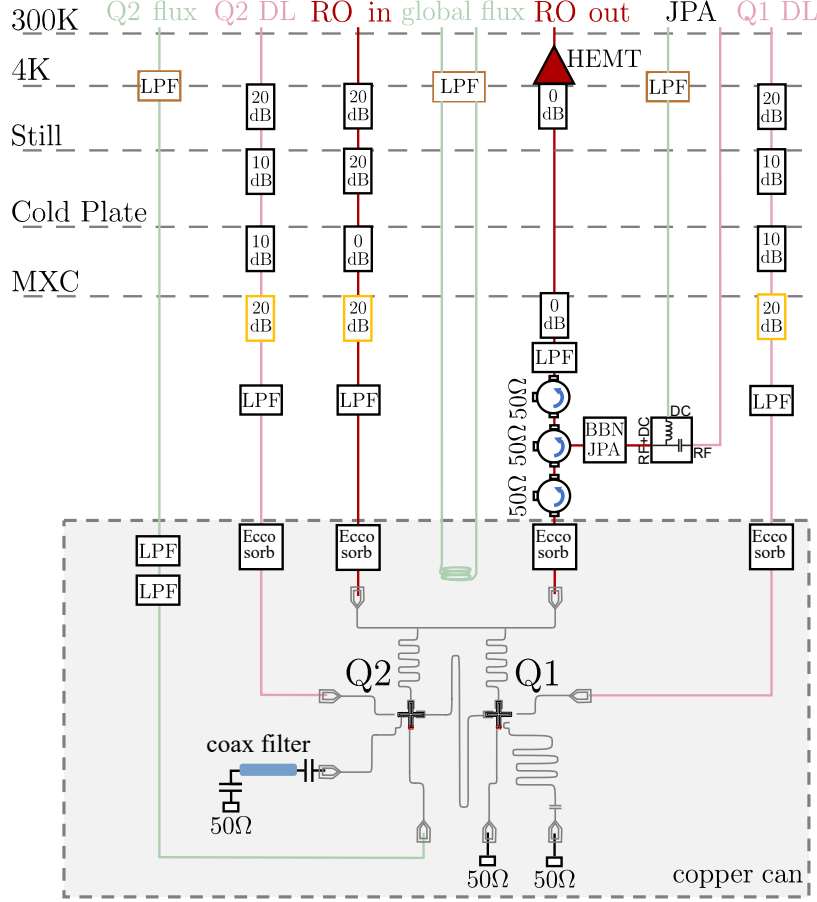 Q2 flux Q2 DL RO in global flux RO out JPA Q1 DL
300K
HEMT
4K
LPF LPF LPF
20 dB 20 dB 0 dB 20 dB
Still
10 dB 20 dB 10 dB
Cold Plate
10 dB 0 dB 10 dB
MXC
20 dB 20 dB 0 dB 20 dB
LPF
LPF LPF LPF
50Ω
DC
50Ω BBN JPA RF+DC RF
50Ω
Ecco sorb Ecco sorb Ecco sorb Ecco sorb
LPF
LPF
Q2 Q1
coax filter
50Ω
50Ω 50Ω
copper can